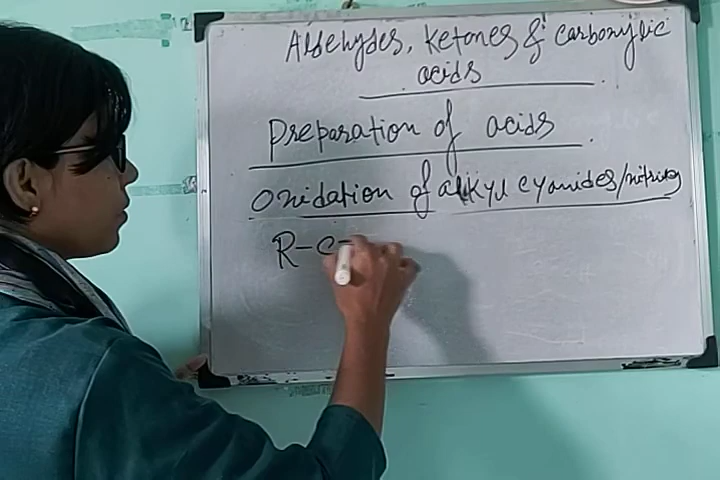 Aldehydes, Ketones & carboxylic
acids
Preparation of acids
Oxidation of alkyl cyanides/nitriles
R-C